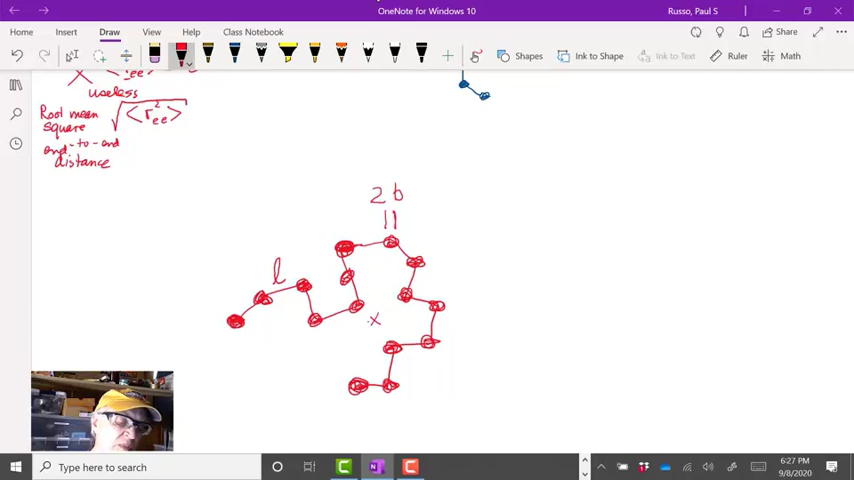 OneNote for Windows 10
Russo, Paul S
Home
Insert
Draw
View
Help
Class Notebook
Share
Shapes
Ink to Shape
Ink to Text
Ruler
Math
useless
Root mean
square
√<r²ee>
end-to-end
distance
2b
l
x
Type here to search
6:27 PM
9/8/2020